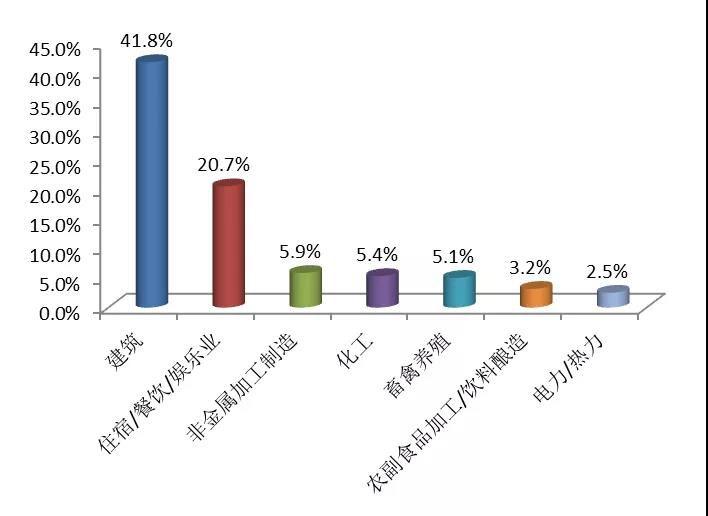 45.0%
40.0%
35.0%
30.0%
25.0%
20.0%
15.0%
10.0%
5.0%
0.0%
41.8%
20.7%
5.9%
5.4%
5.1%
3.2%
2.5%
建筑
住宿/餐饮/娱乐业
非金属加工制造
化工
畜禽养殖
农副食品加工/饮料酿造
电力/热力